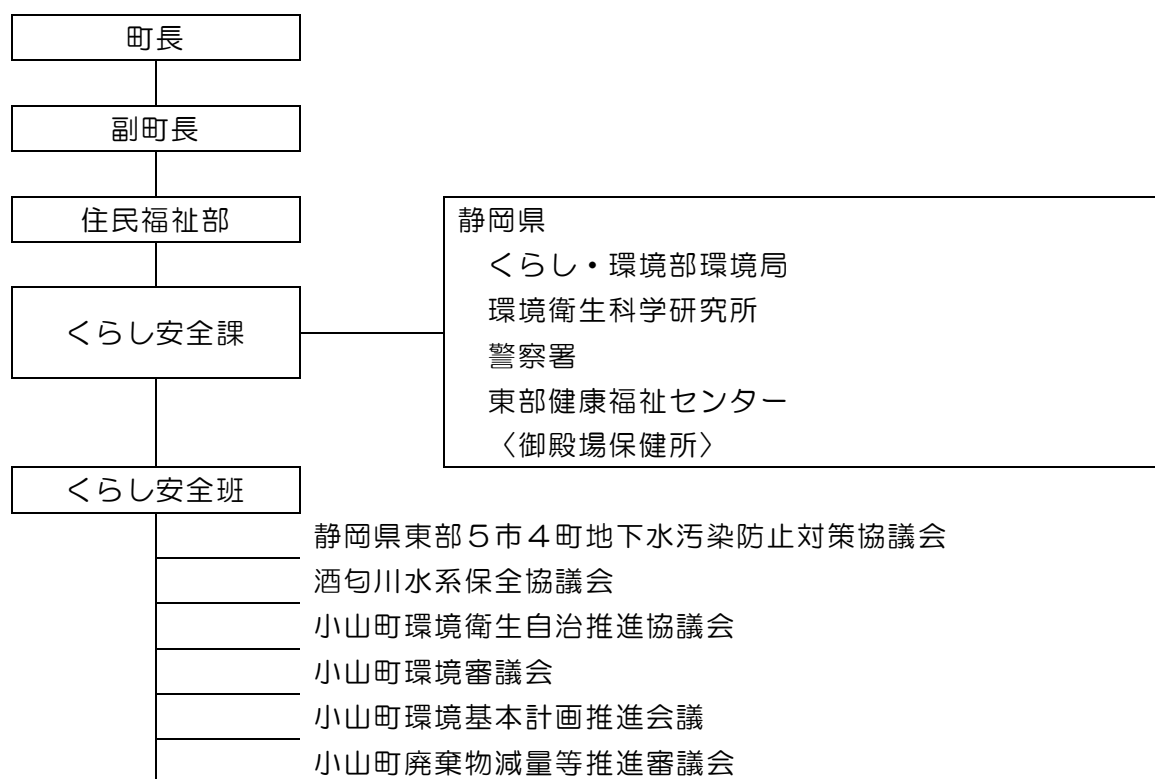 町長
副町長
住民福祉部
くらし安全課
静岡県
くらし・環境部環境局
環境衛生科学研究所
警察署
東部健康福祉センター
〈御殿場保健所〉
くらし安全班
静岡県東部5市4町地下水汚染防止対策協議会
酒匂川水系保全協議会
小山町環境衛生自治推進協議会
小山町環境審議会
小山町環境基本計画推進会議
小山町廃棄物減量等推進審議会